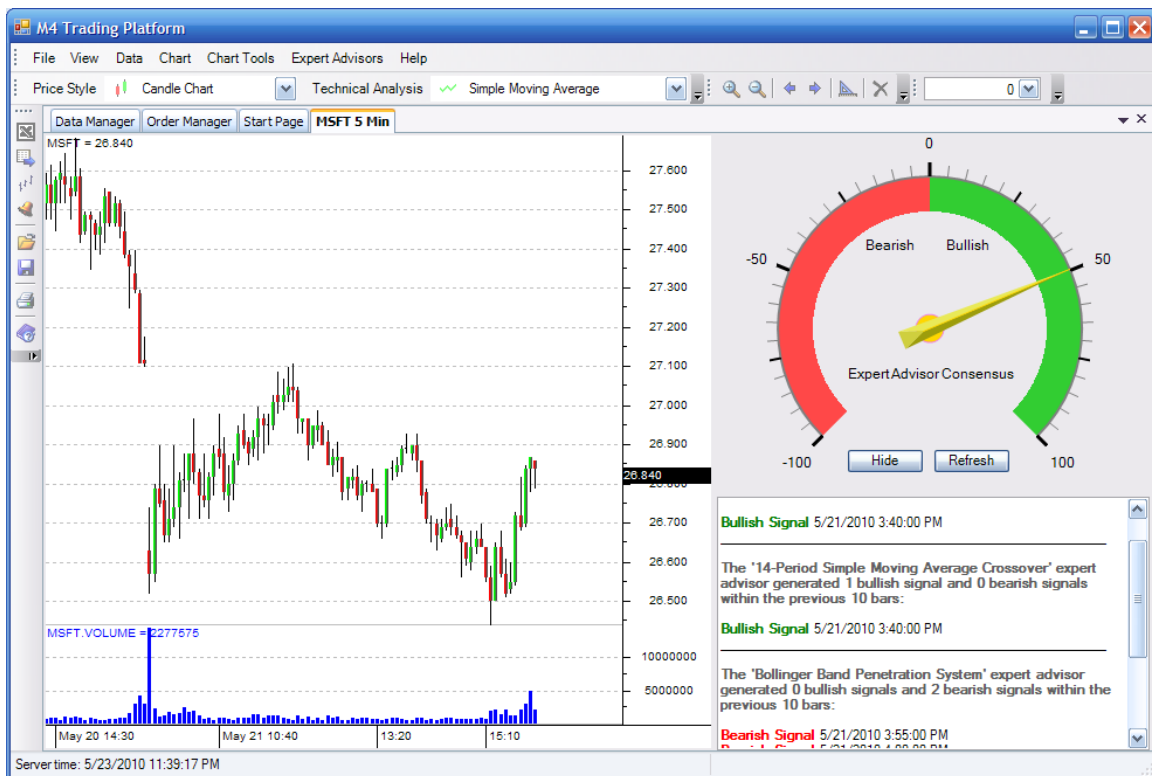 M4 Trading Platform
File View Data Chart Chart Tools Expert Advisors Help
Price Style Candle Chart Technical Analysis Simple Moving Average 0
Data Manager Order Manager Start Page MSFT 5 Min
MSFT = 26.840
27.600
27.500
27.400
27.300
27.200
27.100
27.000
26.900
26.840
26.800
26.700
26.600
26.500
MSFT.VOLUME = 2277575
10000000
5000000
May 20 14:30 May 21 10:40 13:20 15:10
0
Bearish Bullish
-50 50
Expert Advisor Consensus
-100 Hide Refresh 100
Bullish Signal 5/21/2010 3:40:00 PM
The '14-Period Simple Moving Average Crossover' expert
advisor generated 1 bullish signal and 0 bearish signals
within the previous 10 bars:
Bullish Signal 5/21/2010 3:40:00 PM
The 'Bollinger Band Penetration System' expert advisor
generated 0 bullish signals and 2 bearish signals within the
previous 10 bars:
Bearish Signal 5/21/2010 3:55:00 PM
Server time: 5/23/2010 11:39:17 PM